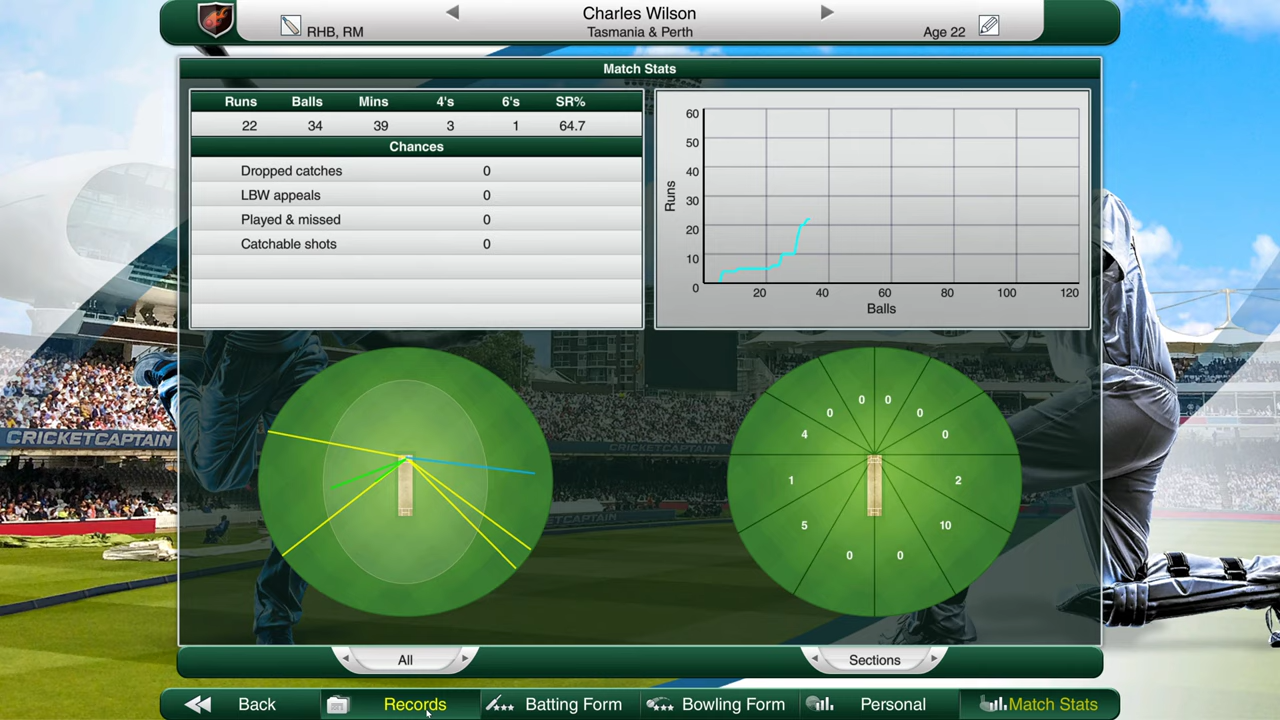 Charles Wilson
RHB, RM
Tasmania & Perth
Age 22
Match Stats
Runs Balls Mins 4's 6's SR%
22 34 39 3 1 64.7
Chances
Dropped catches 0
LBW appeals 0
Played & missed 0
Catchable shots 0
60
50
40
30
20
10
0
Runs
20 40 60 80 100 120
Balls
CRICKETCAPTAIN
CRICKETCAPTAIN
CRICKETCAPTAIN
0 0 0 0
4 0
1 2
5 10
0 0
All
Sections
Back Records Batting Form Bowling Form Personal Match Stats